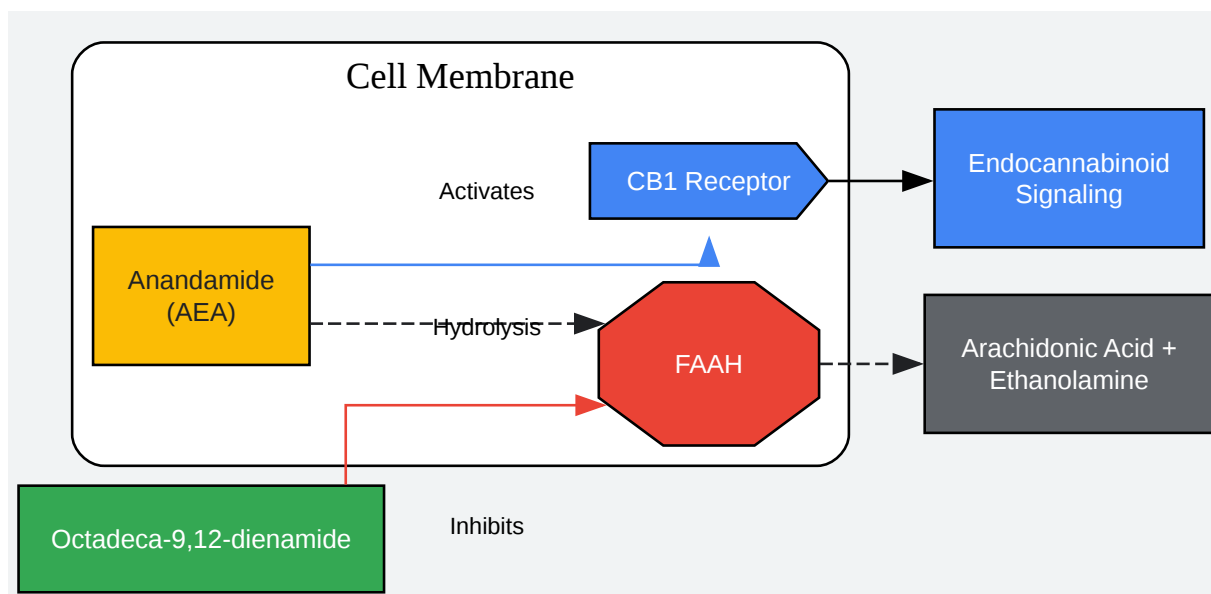 Cell Membrane
Activates
CB1 Receptor
Endocannabinoid
Signaling
Anandamide
(AEA)
Hydrolysis
FAAH
Arachidonic Acid +
Ethanolamine
Inhibits
Octadeca-9,12-dienamide